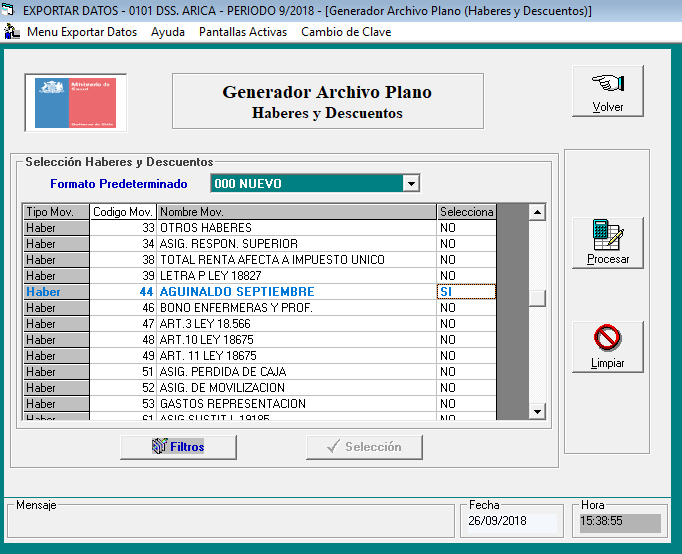 EXPORTAR DATOS - 0101 DSS. ARICA - PERIODO 9/2018 - [Generador Archivo Plano (Haberes y Descuentos)]
Menu Exportar Datos Ayuda Pantallas Activas Cambio de Clave
Ministerio de
Salud
Gobierno de Chile
Generador Archivo Plano
Haberes y Descuentos
Volver
Selección Haberes y Descuentos
Formato Predeterminado 000 NUEVO
Tipo Mov. Codigo Mov. Nombre Mov. Selecciona
Haber 33 OTROS HABERES NO
Haber 34 ASIG. RESPON. SUPERIOR NO
Haber 38 TOTAL RENTA AFECTA A IMPUESTO UNICO NO
Haber 39 LETRA P LEY 18827 NO
Haber 44 AGUINALDO SEPTIEMBRE SI
Haber 46 BONO ENFERMERAS Y PROF. NO
Haber 47 ART.3 LEY 18.566 NO
Haber 48 ART.10 LEY 18675 NO
Haber 49 ART. 11 LEY 18675 NO
Haber 51 ASIG. PERDIDA DE CAJA NO
Haber 52 ASIG. DE MOVILIZACION NO
Haber 53 GASTOS REPRESENTACION NO
Haber 61 ASIG SUSTIT L 19185 NO
Procesar
Limpiar
Filtros Selección
Mensaje
Fecha
26/09/2018
Hora
15:38:55